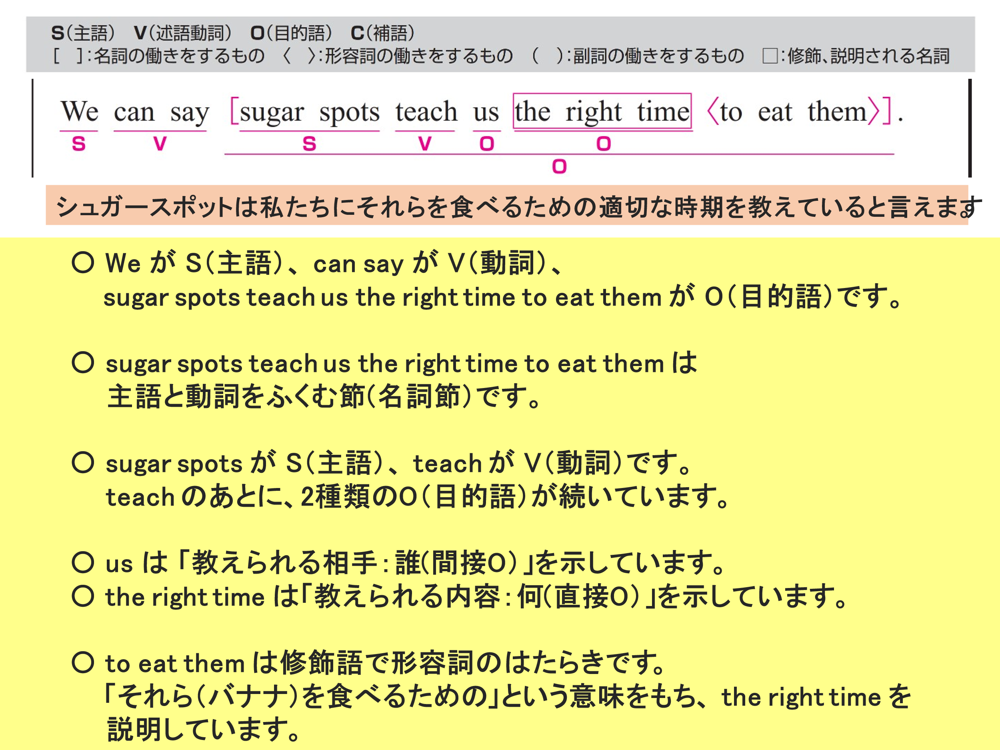 S(主語) V(述語動詞) O(目的語) C(補語)
[ ]:名詞の働きをするもの 〈 〉:形容詞の働きをするもの ( ):副詞の働きをするもの □:修飾、説明される名詞
We can say [sugar spots teach us the right time 〈to eat them〉].
S V S V O O
O
シュガースポットは私たちにそれらを食べるための適切な時期を教えていると言えます。
○ We が S(主語)、can say が V(動詞)、
sugar spots teach us the right time to eat them が O(目的語)です。
○ sugar spots teach us the right time to eat them は
主語と動詞をふくむ節(名詞節)です。
○ sugar spots が S(主語)、teach が V(動詞)です。
teach のあとに、2種類のO(目的語)が続いています。
○ us は 「教えられる相手:誰(間接O)」を示しています。
○ the right time は「教えられる内容:何(直接O)」を示しています。
○ to eat them は修飾語で形容詞のはたらきです。
「それら(バナナ)を食べるための」という意味をもち、the right time を
説明しています。